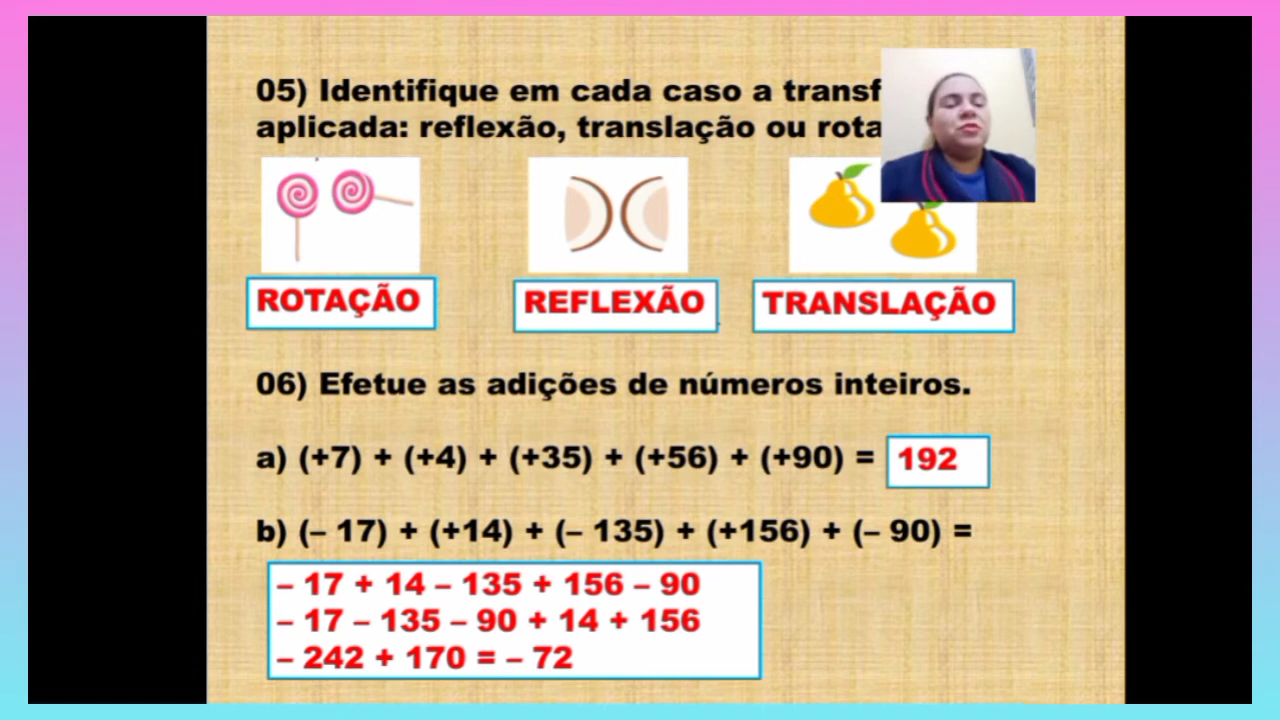 05) Identifique em cada caso a
aplicada: reflexão, translação ou
ROTAÇÃO
REFLEXÃO
TRANSLAÇÃO
06) Efetue as adições de números inteiros.
a) (+7) + (+4) + (+35) + (+56) + (+90) = 192
b) (– 17) + (+14) + (– 135) + (+156) + (– 90) =
– 17 + 14 – 135 + 156 – 90
– 17 – 135 – 90 + 14 + 156
– 242 + 170 = – 72